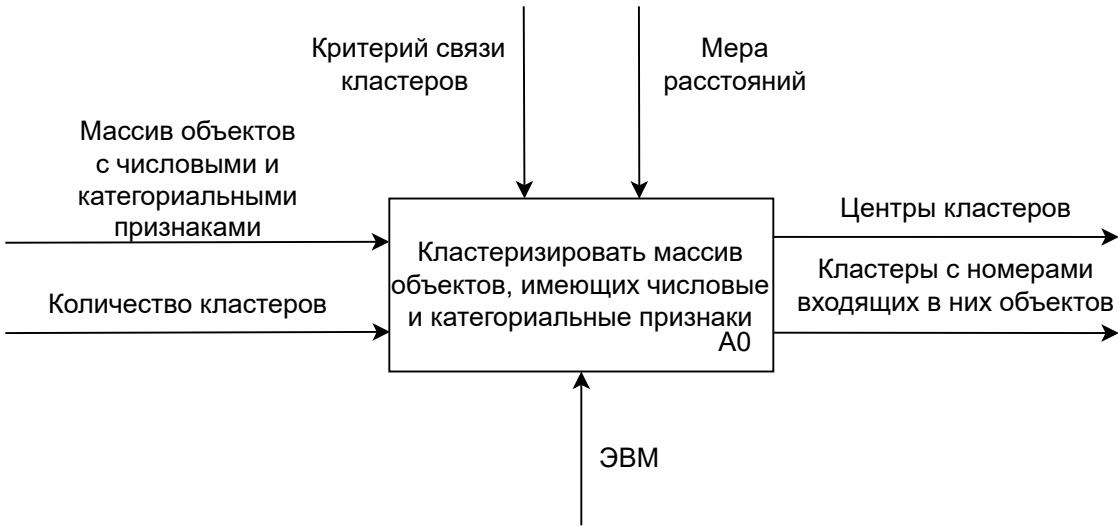 Критерий связи
кластеров
Мера
расстояний
Массив объектов
с числовыми и
категориальными
признаками
Количество кластеров
Кластеризировать массив
объектов, имеющих числовые
и категориальные признаки
A0
Центры кластеров
Кластеры с номерами
входящих в них объектов
ЭВМ